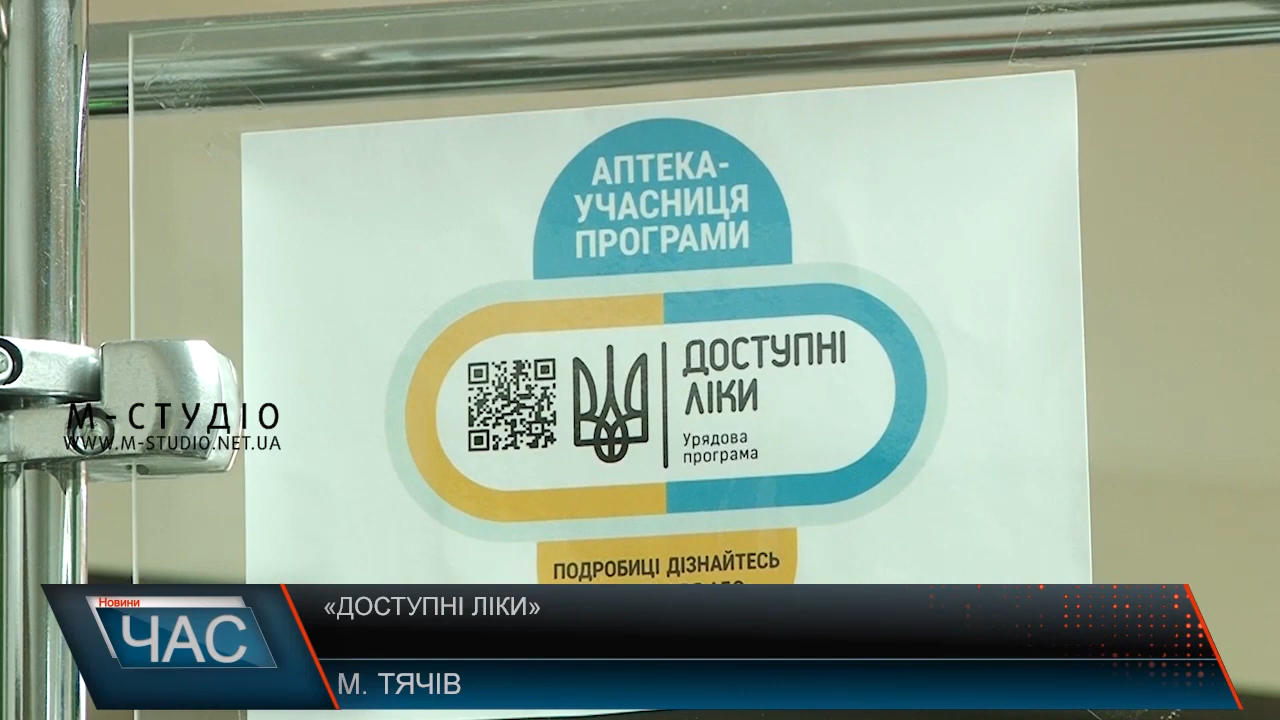 АПТЕКА-
УЧАСНИЦЯ
ПРОГРАМИ
ДОСТУПНІ
ЛІКИ
Урядова
програма
ПОДРОБИЦІ ДІЗНАЙТЕСЬ
М-СТУДІО
WWW.M-STUDIO.NET.UA
Новини
ЧАС
«ДОСТУПНІ ЛІКИ»
М. ТЯЧІВ